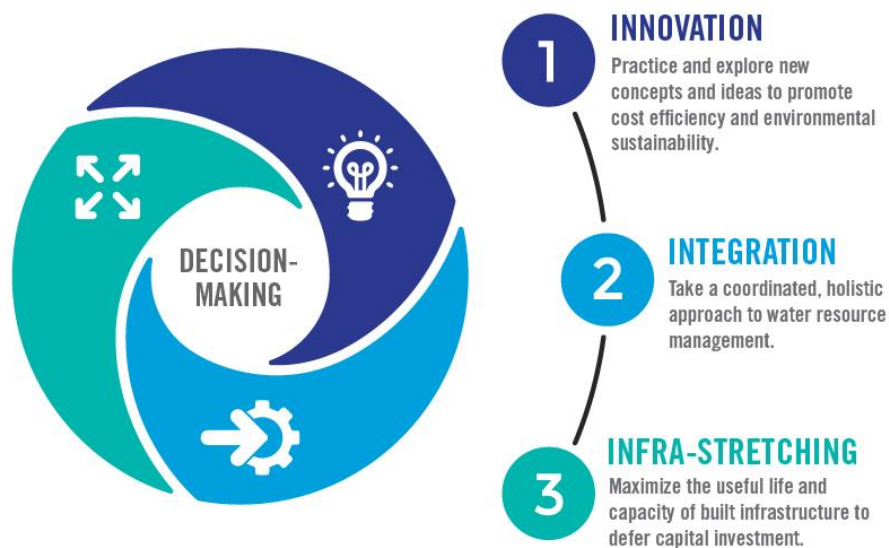 DECISION-
MAKING
1
INNOVATION
Practice and explore new
concepts and ideas to promote
cost efficiency and environmental
sustainability.
2
INTEGRATION
Take a coordinated, holistic
approach to water resource
management.
3
INFRA-STRETCHING
Maximize the useful life and
capacity of built infrastructure to
defer capital investment.